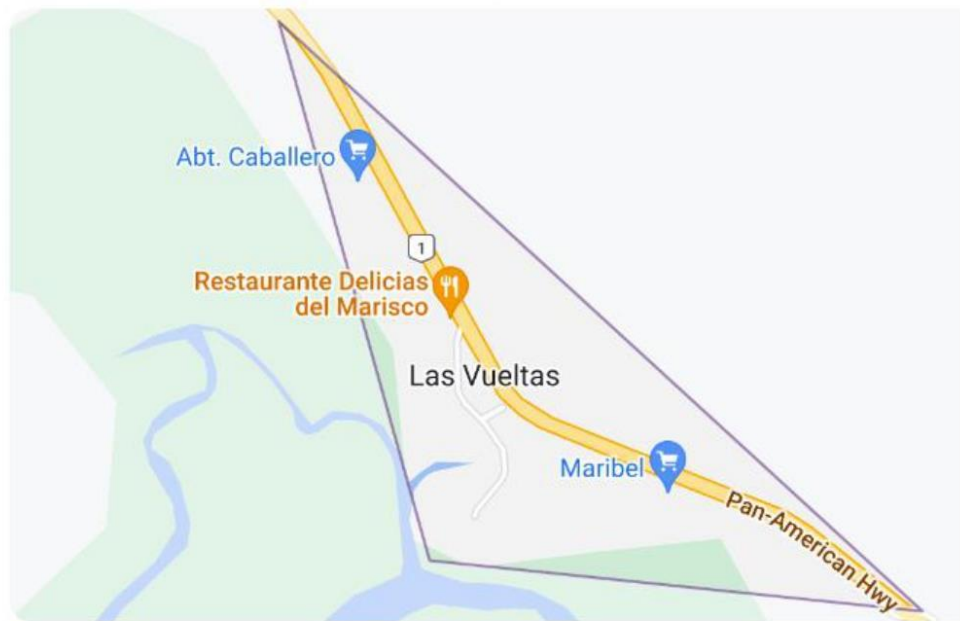 Abt. Caballero
1
Restaurante Delicias
del Marisco
Las Vueltas
Maribel
Pan-American Hwy